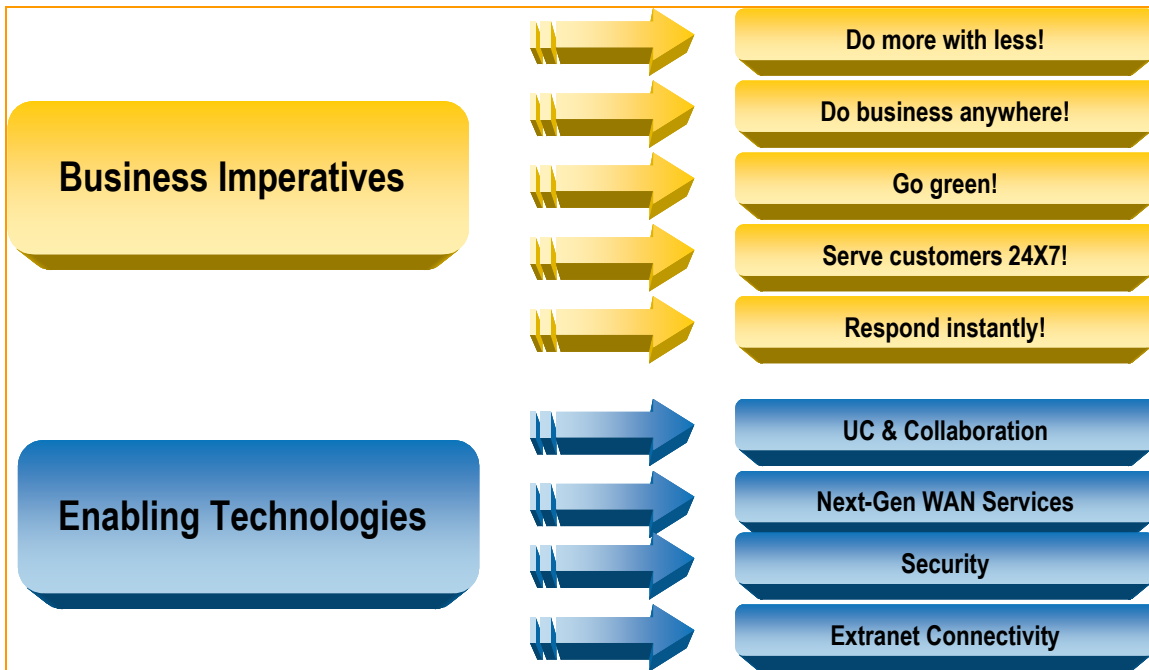 Business Imperatives
Do more with less!
Do business anywhere!
Go green!
Serve customers 24X7!
Respond instantly!
Enabling Technologies
UC & Collaboration
Next-Gen WAN Services
Security
Extranet Connectivity